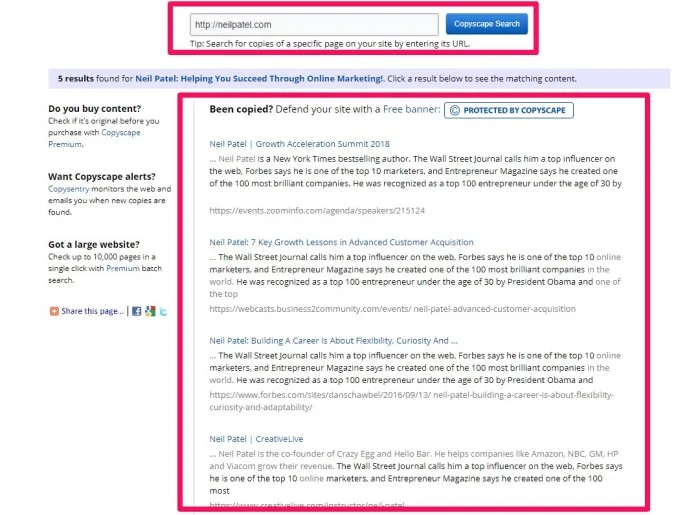 http://neilpatel.com
Copyscape Search
Tip: Search for copies of a specific page on your site by entering its URL.
5 results found for Neil Patel: Helping You Succeed Through Online Marketing!. Click a result below to see the matching content.
Do you buy content?
Check if it's original before you
purchase with Copyscape
Premium.
Want Copyscape alerts?
Copysentry monitors the web and
emails you when new copies are
found.
Got a large website?
Check up to 10,000 pages in a
single click with Premium batch
search.
Share this page...
Been copied? Defend your site with a Free banner: © PROTECTED BY COPYSCAPE
Neil Patel | Growth Acceleration Summit 2018
... Neil Patel is a New York Times bestselling author. The Wall Street Journal calls him a top influencer on
the web, Forbes says he is one of the top 10 marketers, and Entrepreneur Magazine says he created one
of the 100 most brilliant companies. He was recognized as a top 100 entrepreneur under the age of 30 by
https://events.zoominfo.com/agenda/speakers/215124
Neil Patel: 7 Key Growth Lessons in Advanced Customer Acquisition
... The Wall Street Journal calls him a top influencer on the web, Forbes says he is one of the top 10 online
marketers, and Entrepreneur Magazine says he created one of the 100 most brilliant companies in the
world. He was recognized as a top 100 entrepreneur under the age of 30 by President Obama and one of
the top
https://webcasts.business2community.com/events/ neil-patel-advanced-customer-acquisition
Neil Patel: Building A Career Is About Flexibility, Curiosity And ...
... The Wall Street Journal calls him a top influencer on the web, Forbes says he is one of the top 10 online
marketers, and Entrepreneur Magazine says he created one of the 100 most brilliant companies in the
world. He was recognized as a top 100 entrepreneur under the age of 30 by President Obama and
https://www.forbes.com/sites/danschawbel/2016/09/13/ neil-patel-building-a-career-is-about-flexibility-
curiosity-and-adaptability/
Neil Patel | CreativeLive
... Neil Patel is the co-founder of Crazy Egg and Hello Bar. He helps companies like Amazon, NBC, GM, HP
and Viacom grow their revenue. The Wall Street Journal calls him a top influencer on the web, Forbes says
he is one of the top 10 online marketers, and Entrepreneur Magazine says he created one of the 100
most
https://www.creativelive.com/instructor/neil-patel